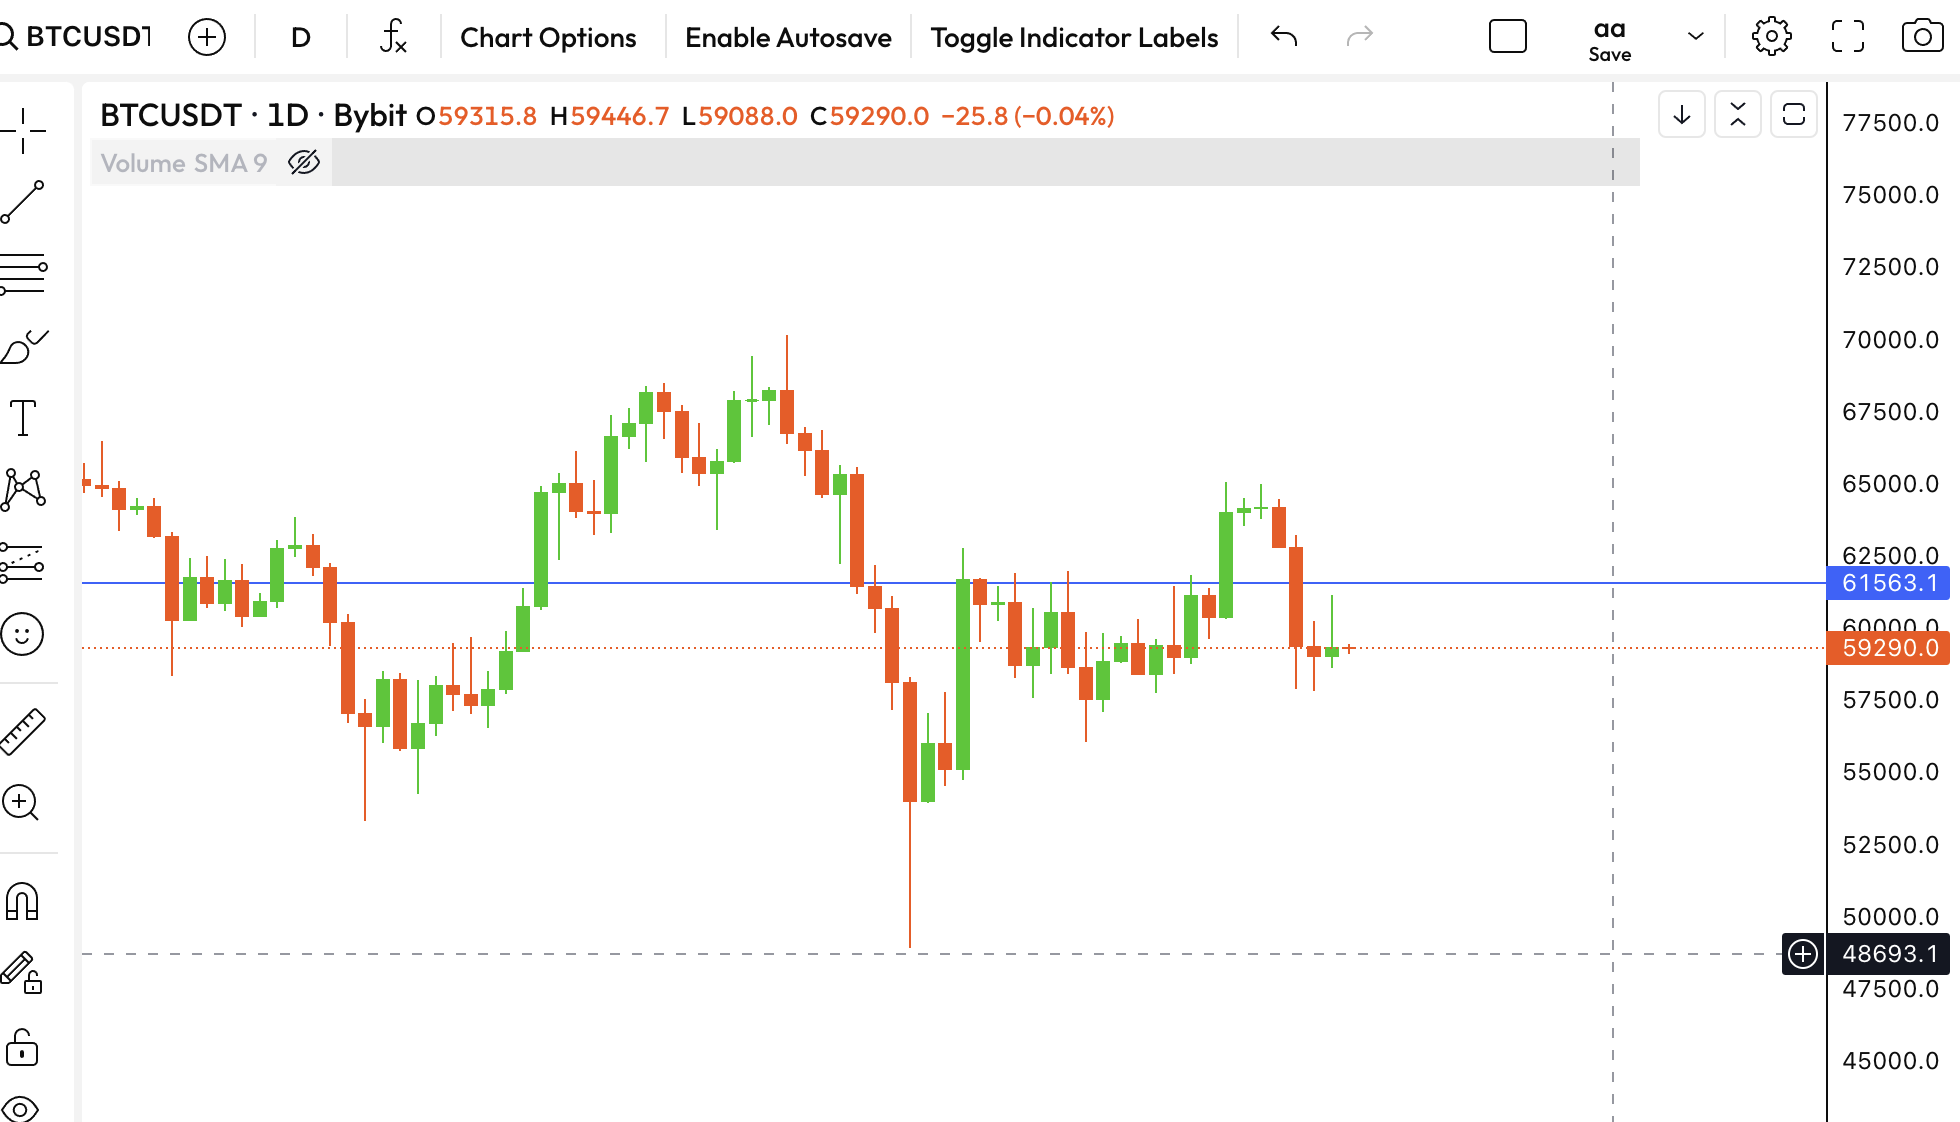 BTCUSDT
D
fx
Chart Options
Enable Autosave
Toggle Indicator Labels
aa
Save
BTCUSDT · 1D · Bybit O59315.8 H59446.7 L59088.0 C59290.0 −25.8 (−0.04%)
Volume SMA 9
77500.0
75000.0
72500.0
70000.0
67500.0
65000.0
62500.0
61563.1
60000.0
59290.0
57500.0
55000.0
52500.0
50000.0
48693.1
47500.0
45000.0
T